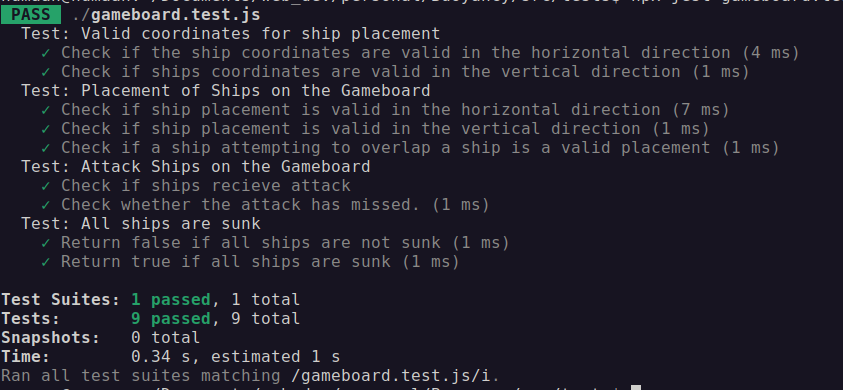 PASS ./gameboard.test.js
Test: Valid coordinates for ship placement
✓ Check if the ship coordinates are valid in the horizontal direction (4 ms)
✓ Check if ships coordinates are valid in the vertical direction (1 ms)
Test: Placement of Ships on the Gameboard
✓ Check if ship placement is valid in the horizontal direction (7 ms)
✓ Check if ship placement is valid in the vertical direction (1 ms)
✓ Check if a ship attempting to overlap a ship is a valid placement (1 ms)
Test: Attack Ships on the Gameboard
✓ Check if ships recieve attack
✓ Check whether the attack has missed. (1 ms)
Test: All ships are sunk
✓ Return false if all ships are not sunk (1 ms)
✓ Return true if all ships are sunk (1 ms)
Test Suites: 1 passed, 1 total
Tests: 9 passed, 9 total
Snapshots: 0 total
Time: 0.34 s, estimated 1 s
Ran all test suites matching /gameboard.test.js/i.